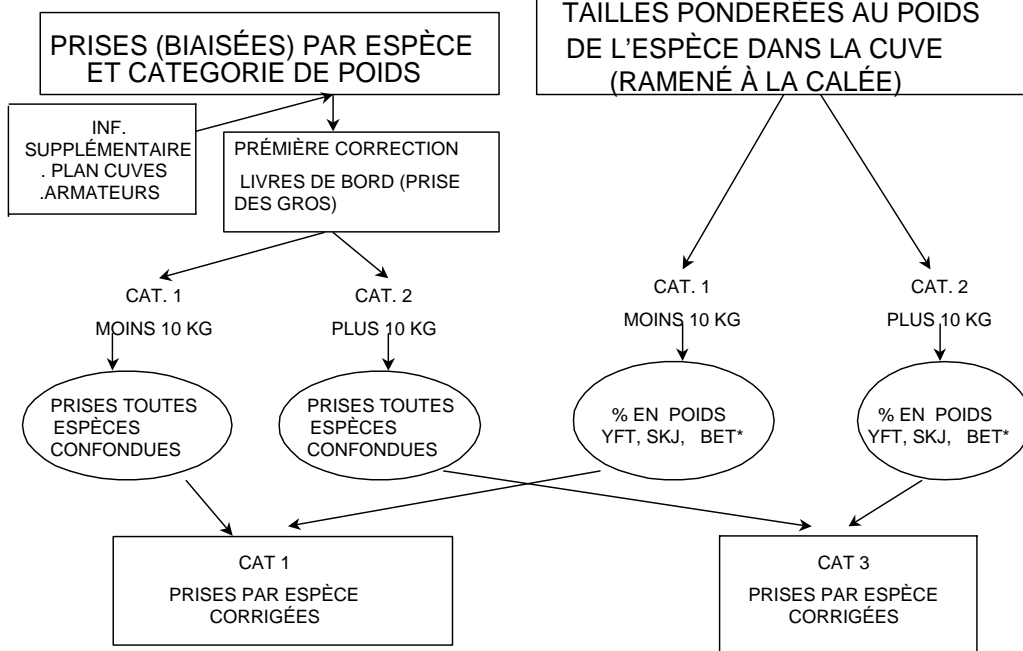 PRISES (BIAISÉES) PAR ESPÈCE
ET CATEGORIE DE POIDS
TAILLES PONDERÉES AU POIDS
DE L'ESPÈCE DANS LA CUVE
(RAMENÉ À LA CALÉE)
INF.
SUPPLÉMENTAIRE
. PLAN CUVES
.ARMATEURS
PRÉMIÈRE CORRECTION
LIVRES DE BORD (PRISE
DES GROS)
CAT. 1
MOINS 10 KG
CAT. 2
PLUS 10 KG
CAT. 1
MOINS 10 KG
CAT. 2
PLUS 10 KG
PRISES TOUTES
ESPÈCES
CONFONDUES
PRISES TOUTES
ESPÈCES
CONFONDUES
% EN POIDS
YFT, SKJ, BET*
% EN POIDS
YFT, SKJ, BET*
CAT 1
PRISES PAR ESPÈCE
CORRIGÉES
CAT 3
PRISES PAR ESPÈCE
CORRIGÉES